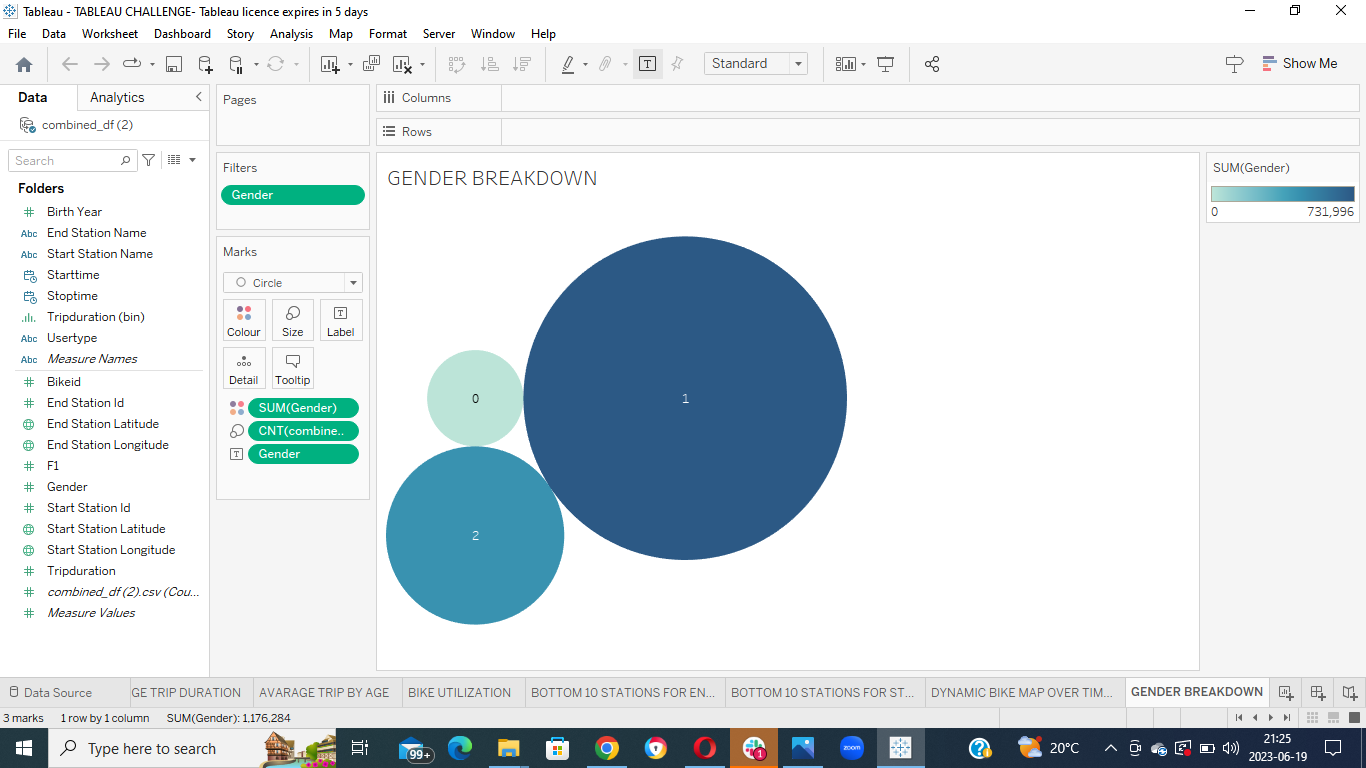 Tableau - TABLEAU CHALLENGE- Tableau licence expires in 5 days
File Data Worksheet Dashboard Story Analysis Map Format Server Window Help
Standard
Show Me
Data Analytics
combined_df (2)
Search
Folders
Birth Year
Abc End Station Name
Abc Start Station Name
Starttime
Stoptime
Tripduration (bin)
Abc Usertype
Abc Measure Names
Bikeid
End Station Id
End Station Latitude
End Station Longitude
F1
Gender
Start Station Id
Start Station Latitude
Start Station Longitude
Tripduration
combined_df (2).csv (Cou...
Measure Values
Pages
Filters
Gender
Marks
Circle
Colour Size Label
Detail Tooltip
SUM(Gender)
CNT(combine..
Gender
Columns
Rows
GENDER BREAKDOWN
0
1
2
SUM(Gender)
0 731,996
Data Source GE TRIP DURATION AVARAGE TRIP BY AGE BIKE UTILIZATION BOTTOM 10 STATIONS FOR EN... BOTTOM 10 STATIONS FOR ST... DYNAMIC BIKE MAP OVER TIM... GENDER BREAKDOWN
3 marks 1 row by 1 column SUM(Gender): 1,176,284
Type here to search
99+
1
zoom
20°C
21:25
2023-06-19